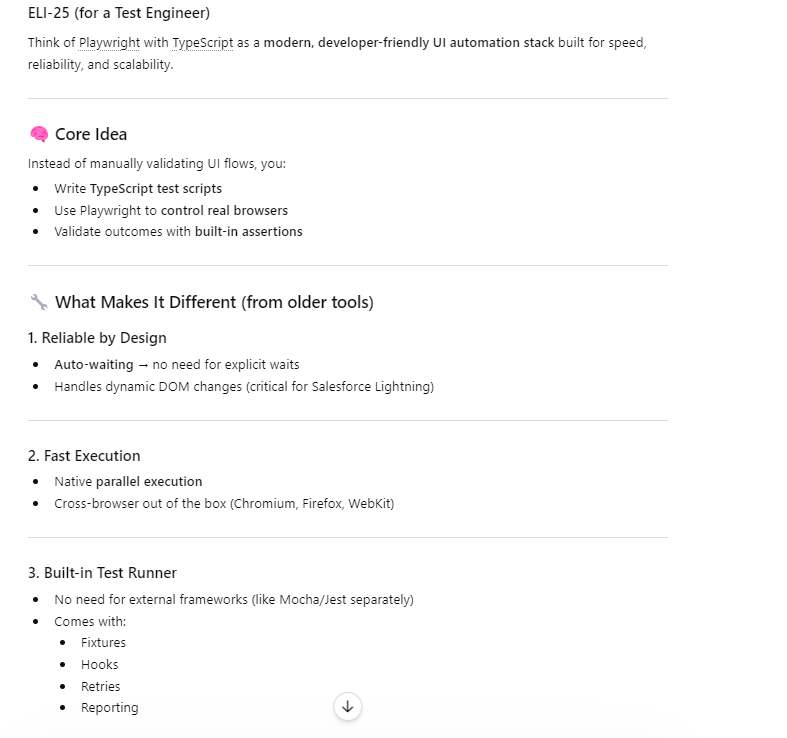 ELI-25 (for a Test Engineer)
Think of Playwright with TypeScript as a modern, developer-friendly UI automation stack built for speed,
reliability, and scalability.
🧠 Core Idea
Instead of manually validating UI flows, you:
• Write TypeScript test scripts
• Use Playwright to control real browsers
• Validate outcomes with built-in assertions
🔧 What Makes It Different (from older tools)
1. Reliable by Design
• Auto-waiting → no need for explicit waits
• Handles dynamic DOM changes (critical for Salesforce Lightning)
2. Fast Execution
• Native parallel execution
• Cross-browser out of the box (Chromium, Firefox, WebKit)
3. Built-in Test Runner
• No need for external frameworks (like Mocha/Jest separately)
• Comes with:
• Fixtures
• Hooks
• Retries
• Reporting